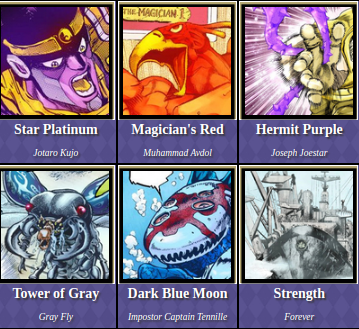 THE MAGICIAN I
Star Platinum
Magician's Red
Hermit Purple
Jotaro Kujo
Muhammad Avdol
Joseph Joestar
Tower of Gray
Dark Blue Moon
Strength
Gray Fly
Impostor Captain Tennille
Forever